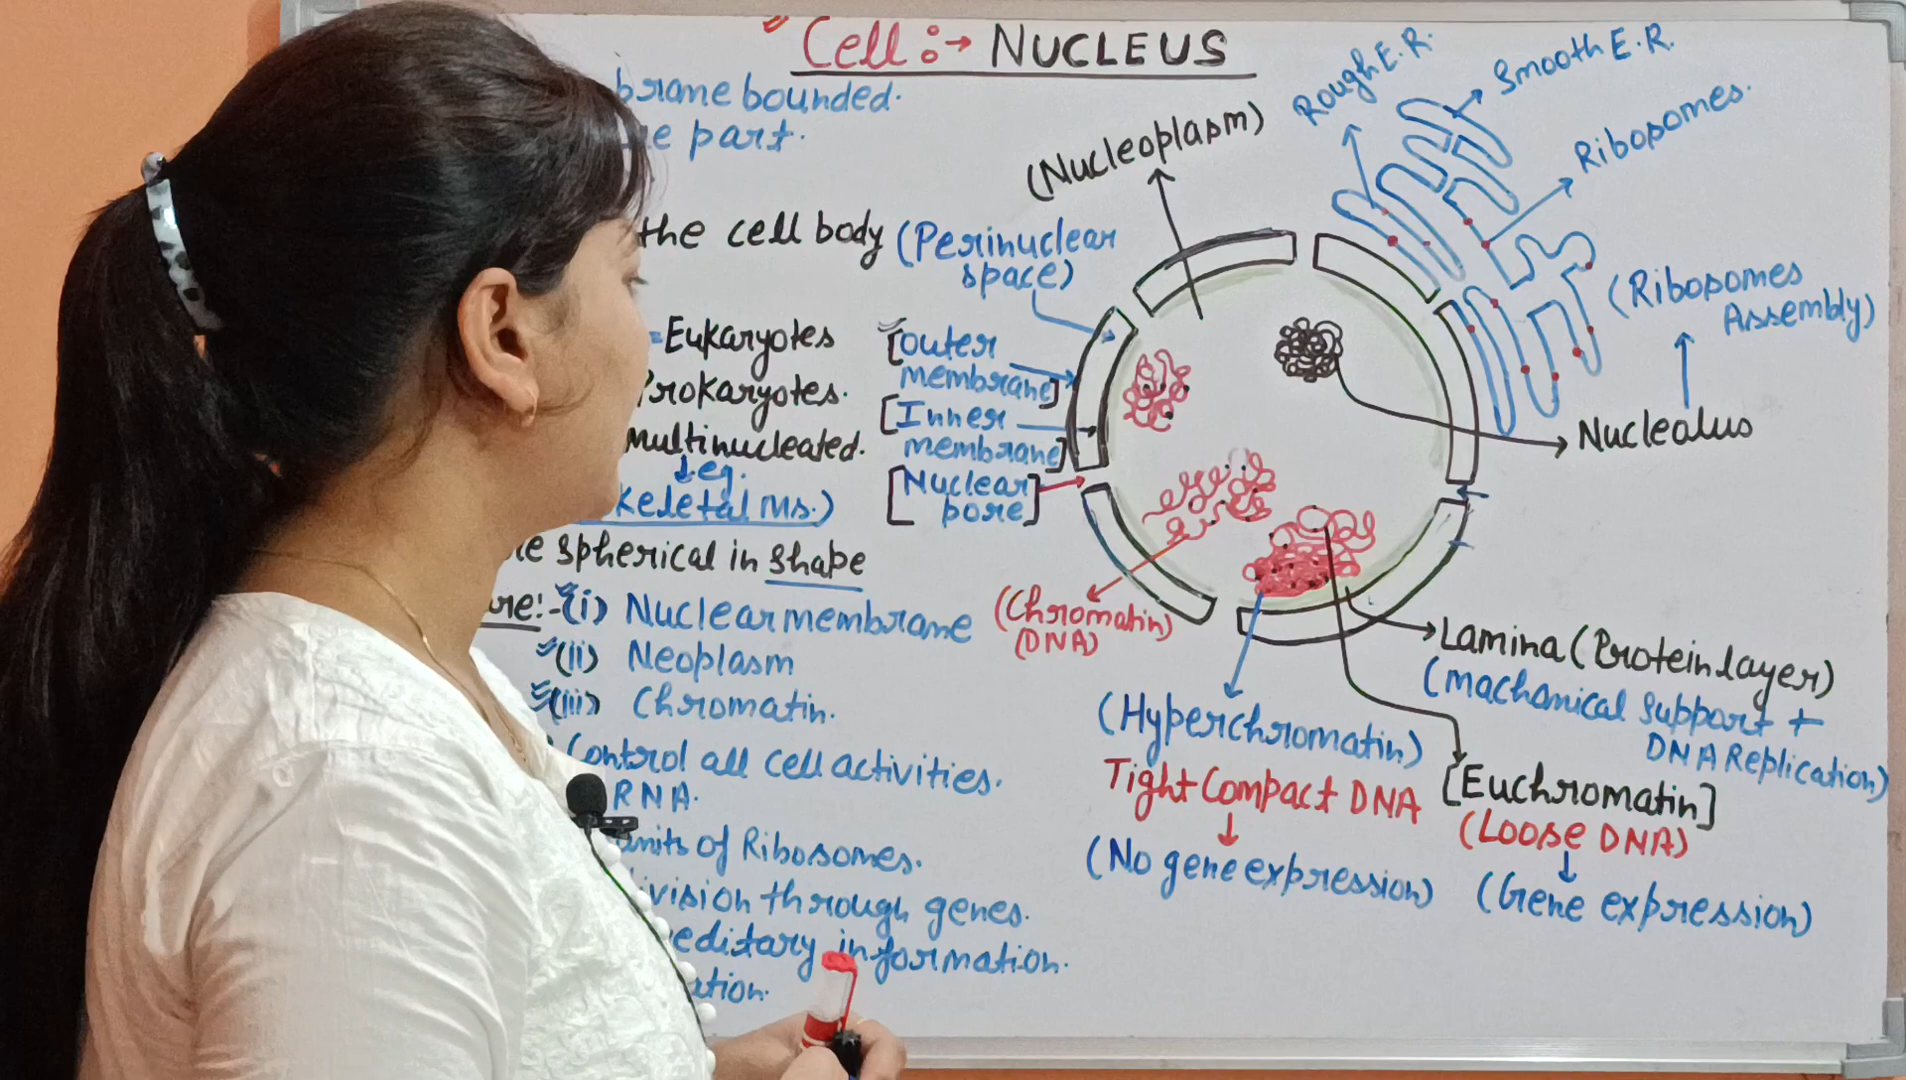 Cell :→ NUCLEUS
brane bounded.
part.
the cell body
= Eukaryotes
Prokaryotes.
multinucleated.
eg.
keletal Ms.)
spherical in shape
(i) Nuclear membrane
(ii) Neoplasm
(iii) Chromatin.
Control all cell activities.
RNA.
units of Ribosomes.
division through genes.
editary information.
ation.
(Nucleoplasm)
Rough E.R.
Smooth E.R.
Ribosomes.
(Perinuclear
space)
[outer
membrane]
[Inner
membrane]
[Nuclear
pore]
(Ribosomes
Assembly)
Nucleolus
(Chromatin)
(DNA)
Lamina (Protein layer)
(machanical support +
DNA Replication)
(Hyperchromatin)
Tight Compact DNA
(No gene expression)
[Euchromatin]
(Loose DNA)
(Gene expression)